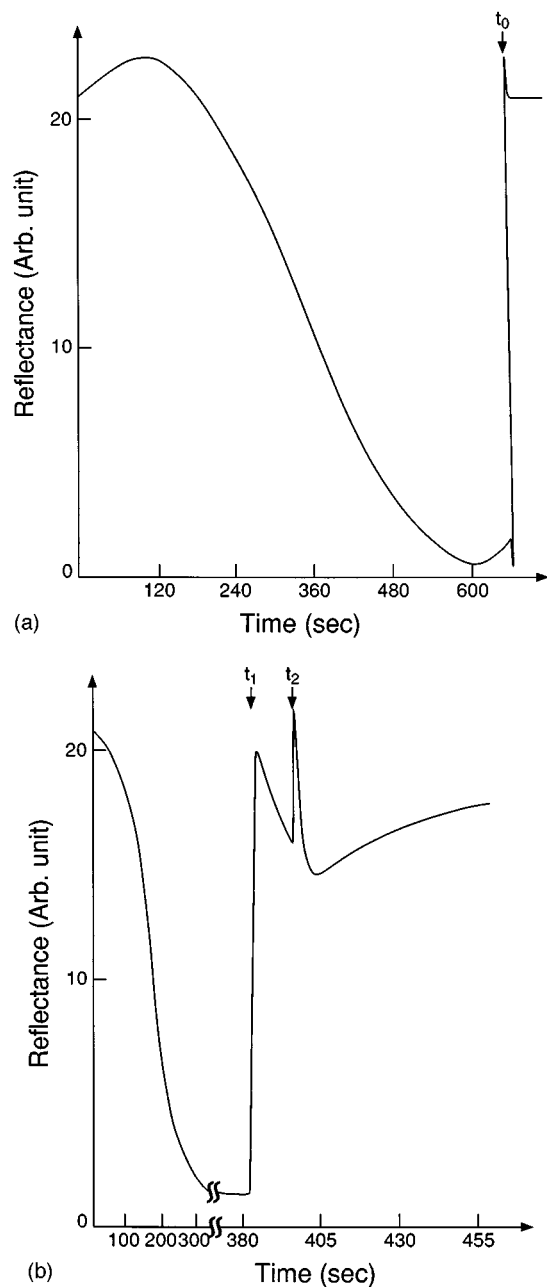 t0
20
10
0
Reflectance (Arb. unit)
120 240 360 480 600
Time (sec)
(a)
t1 t2
20
10
0
Reflectance (Arb. unit)
100 200 300 380 405 430 455
Time (sec)
(b)